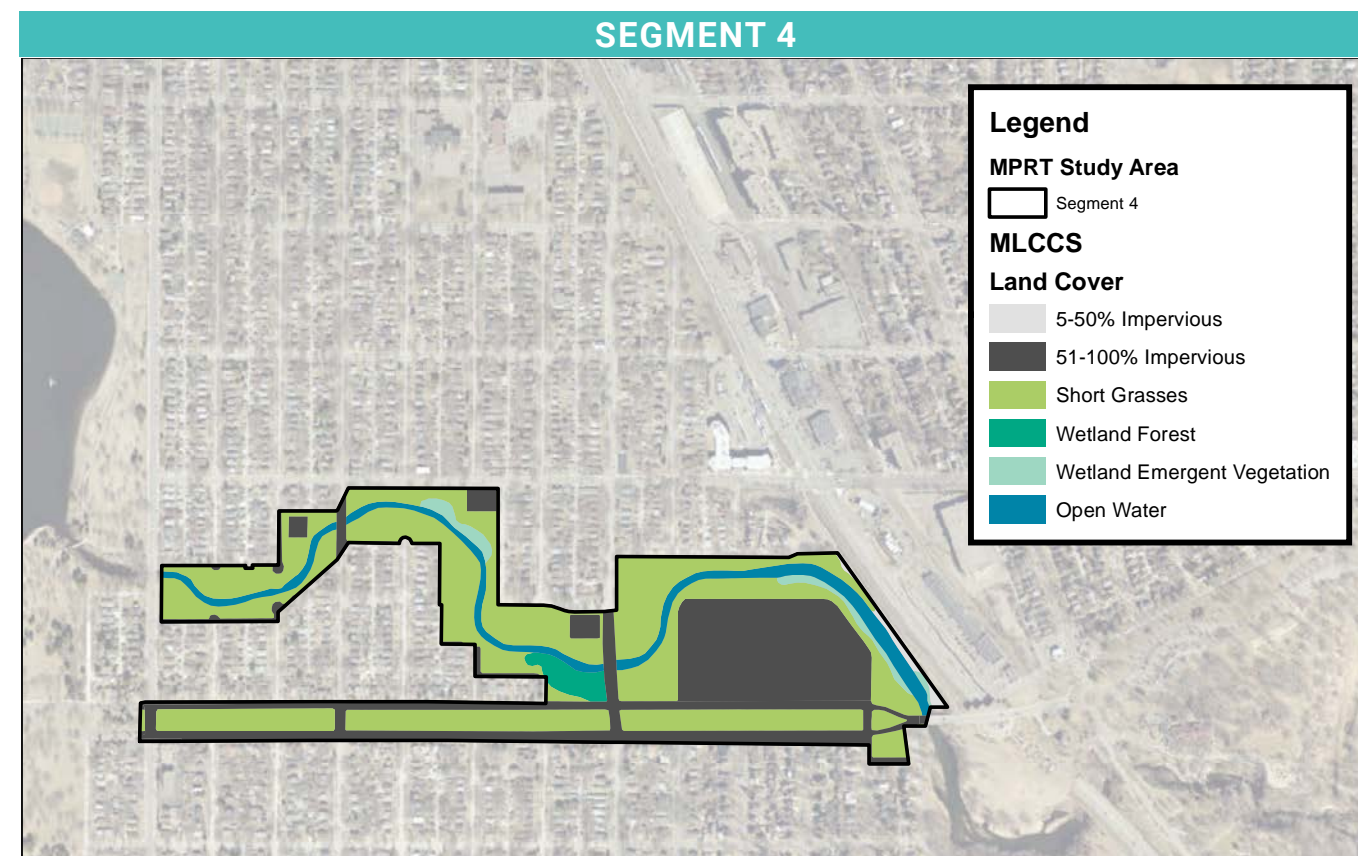 SEGMENT 4
Legend
MPRT Study Area
Segment 4
MLCCS
Land Cover
5-50% Impervious
51-100% Impervious
Short Grasses
Wetland Forest
Wetland Emergent Vegetation
Open Water